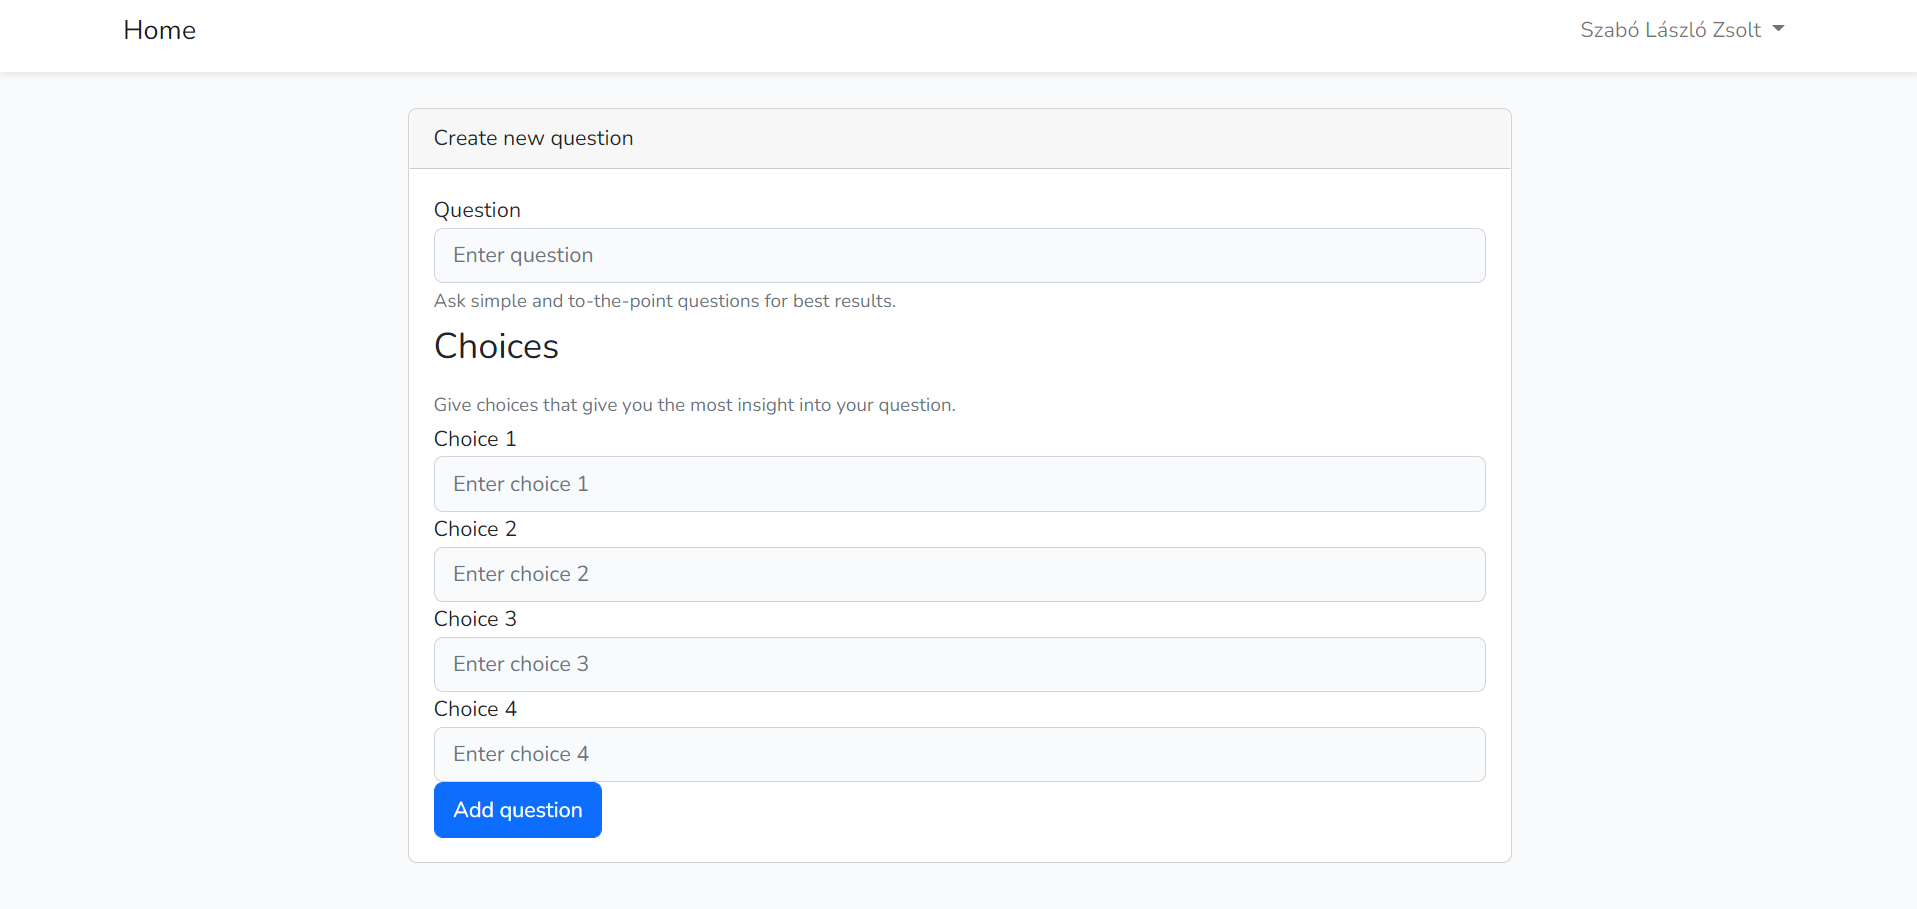 Home
Szabó László Zsolt
Create new question
Question
Enter question
Ask simple and to-the-point questions for best results.
Choices
Give choices that give you the most insight into your question.
Choice 1
Enter choice 1
Choice 2
Enter choice 2
Choice 3
Enter choice 3
Choice 4
Enter choice 4
Add question